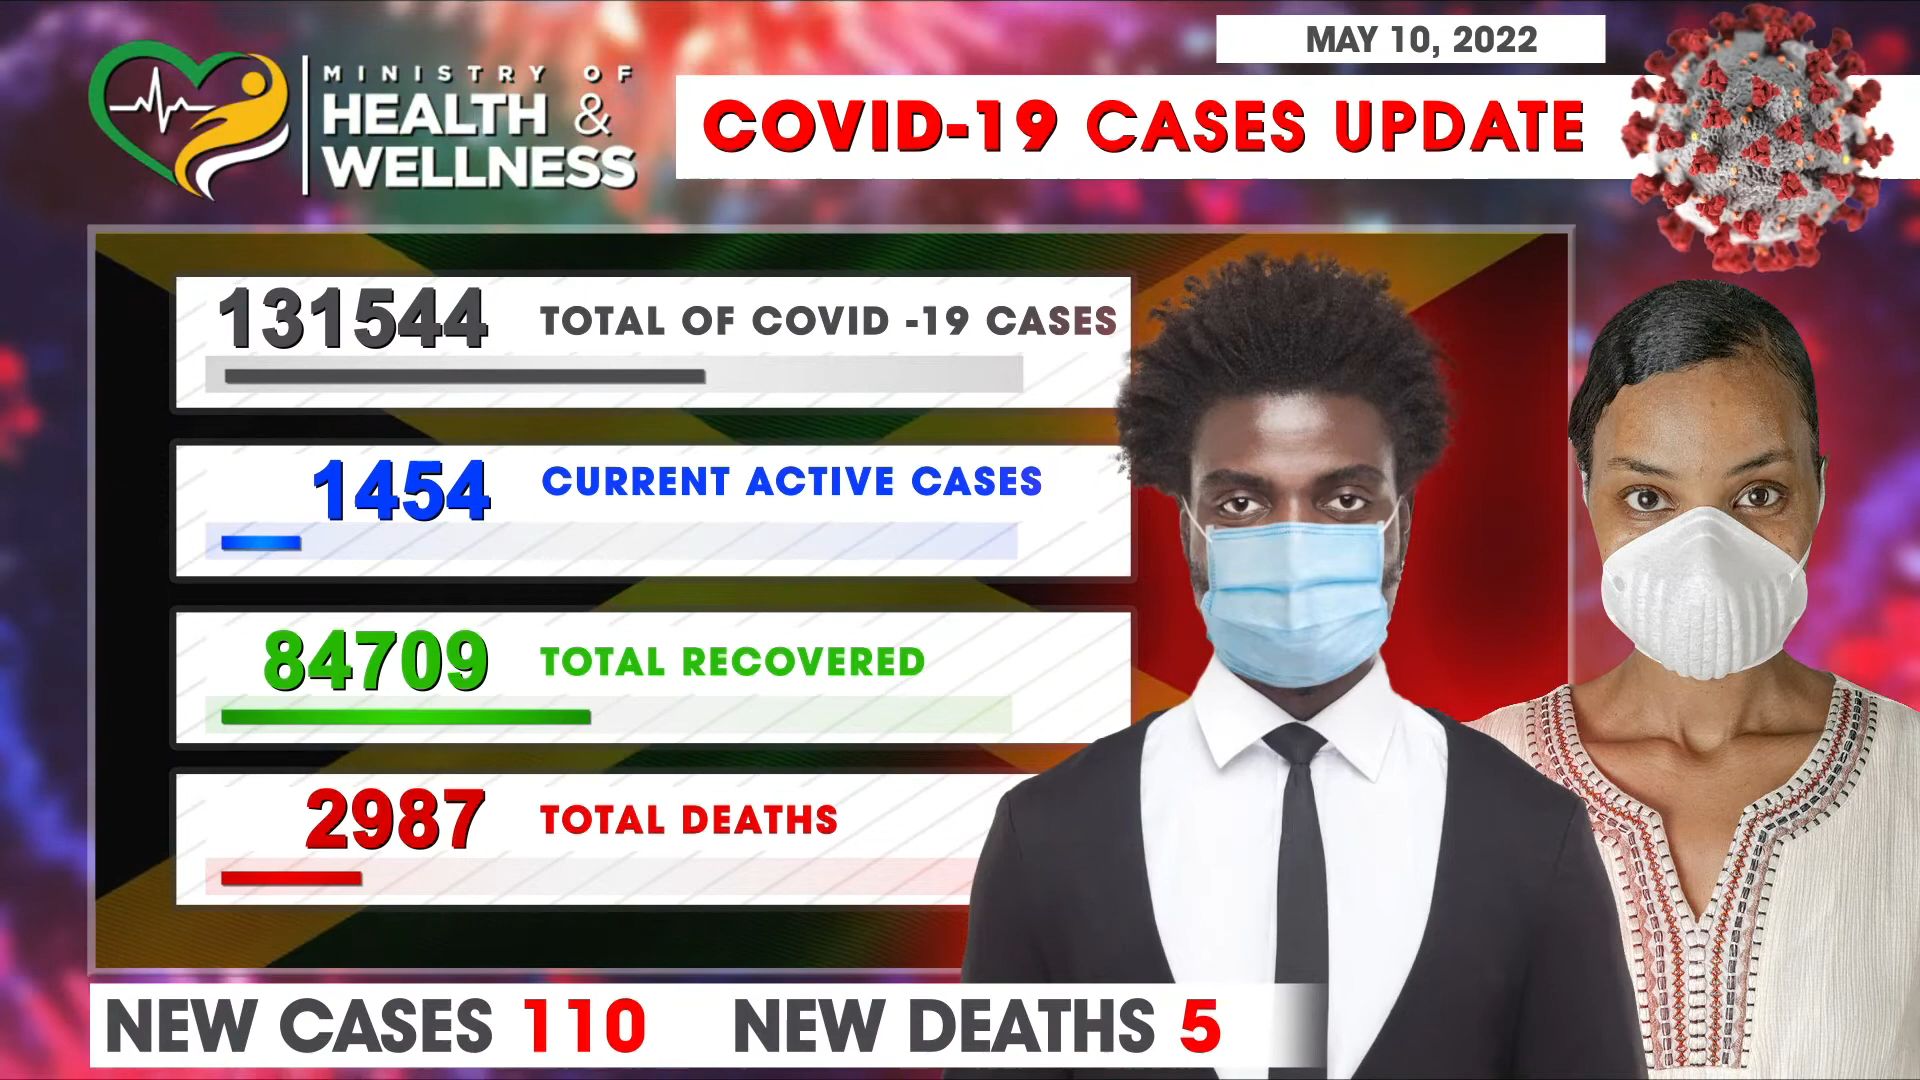 MAY 10, 2022
MINISTRY OF
HEALTH &
WELLNESS
COVID-19 CASES UPDATE
131544 TOTAL OF COVID -19 CASES
1454 CURRENT ACTIVE CASES
84709 TOTAL RECOVERED
2987 TOTAL DEATHS
NEW CASES 110 NEW DEATHS 5